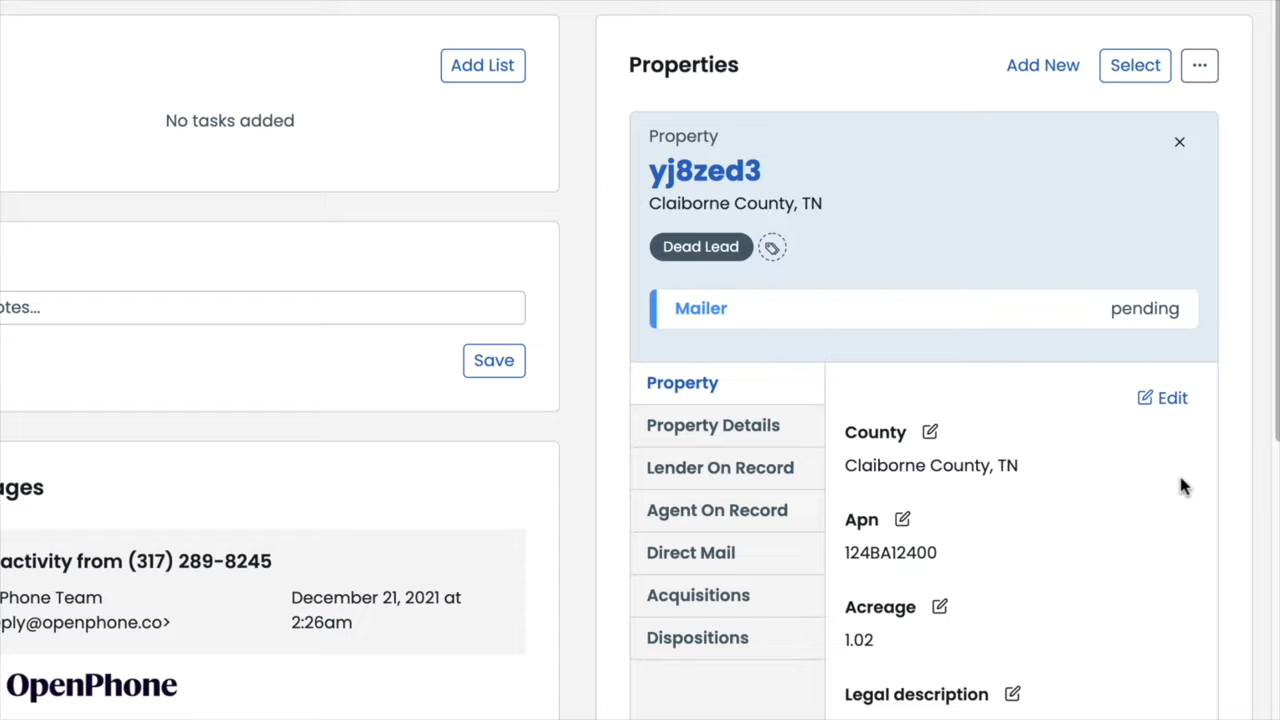 Add List
No tasks added
otes...
Save
ages
activity from (317) 289-8245
Phone Team
ply@openphone.co>
December 21, 2021 at
2:26am
OpenPhone
Properties
Add New
Select
...
Property
yj8zed3
Claiborne County, TN
Dead Lead
Mailer
pending
Property
Property Details
Lender On Record
Agent On Record
Direct Mail
Acquisitions
Dispositions
Edit
County
Claiborne County, TN
Apn
124BA12400
Acreage
1.02
Legal description